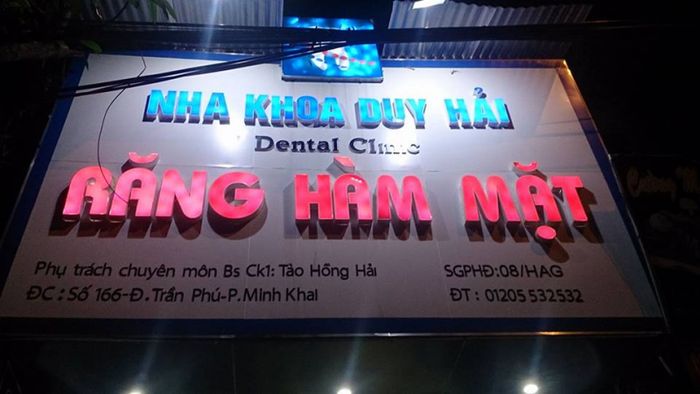 NHA KHOA DUY HẢI
Dental Clinic
RĂNG HÀM MẶT
Phụ trách chuyên môn Bs Ck1: Tào Hồng Hải
SGPHĐ:08/HAG
ĐC : Số 166-Đ. Trần Phú-P. Minh Khai
ĐT : 01205 532532